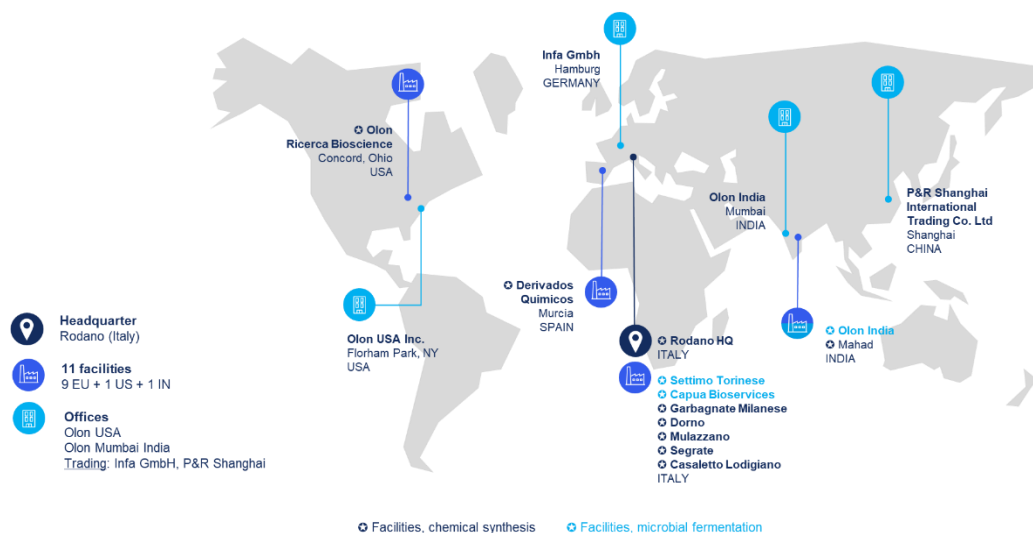 Infa Gmbh
Hamburg
GERMANY
✪ Olon
Ricerca Bioscience
Concord, Ohio
USA
Olon India
Mumbai
INDIA
P&R Shanghai
International
Trading Co. Ltd
Shanghai
CHINA
✪ Derivados
Quimicos
Murcia
SPAIN
Olon USA Inc.
Florham Park, NY
USA
✪ Rodano HQ
ITALY
✪ Olon India
✪ Mahad
INDIA
✪ Settimo Torinese
✪ Capua Bioservices
✪ Garbagnate Milanese
✪ Dorno
✪ Mulazzano
✪ Segrate
✪ Casaletto Lodigiano
ITALY
Headquarter
Rodano (Italy)
11 facilities
9 EU + 1 US + 1 IN
Offices
Olon USA
Olon Mumbai India
Trading: Infa GmbH, P&R Shanghai
✪ Facilities, chemical synthesis
✪ Facilities, microbial fermentation